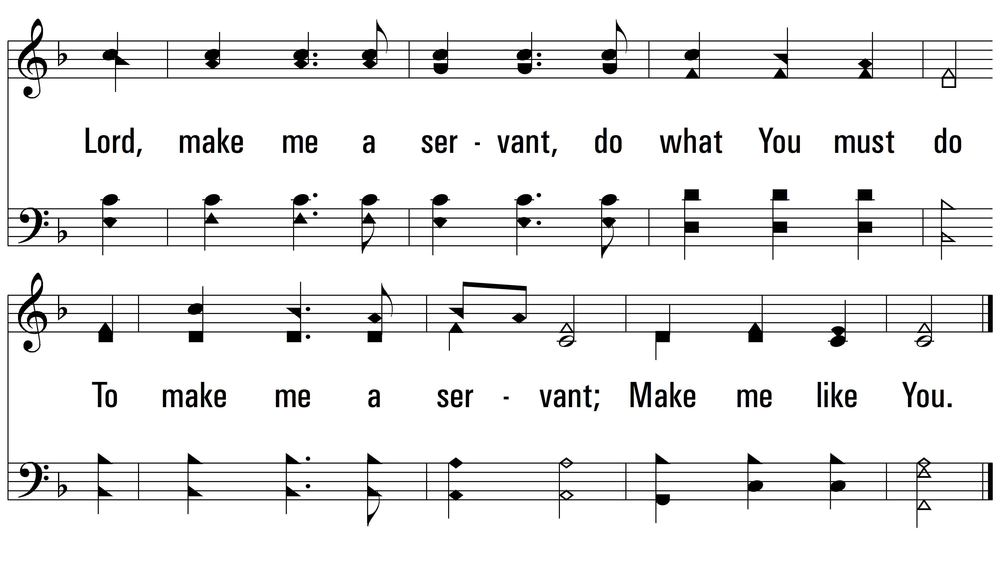 Lord, make me a ser - vant, do what You must do
To make me a ser - vant; Make me like You.